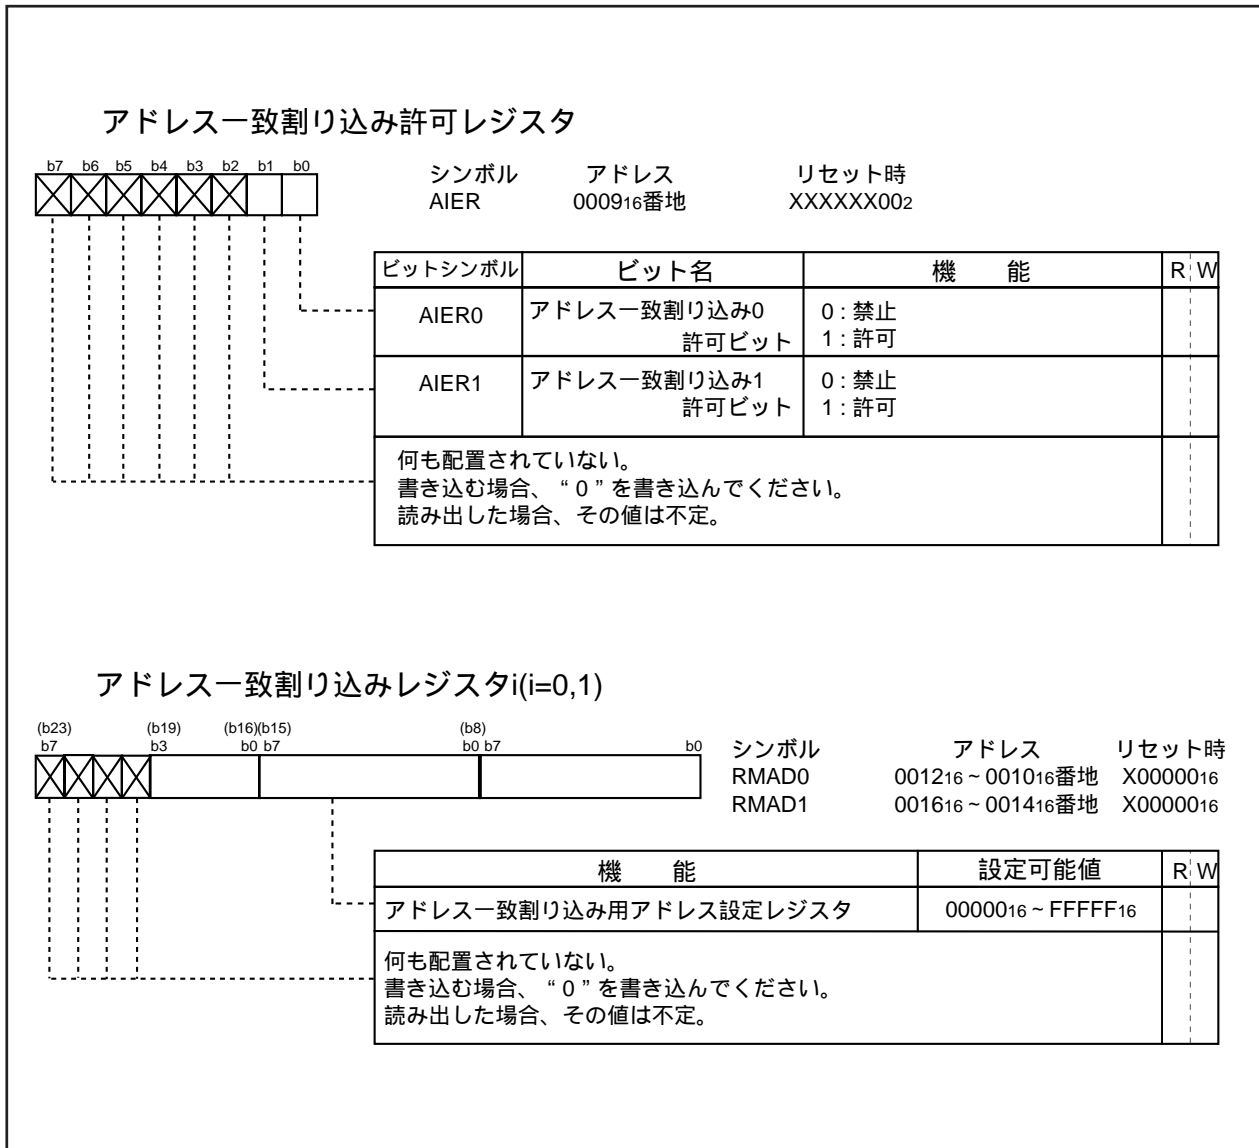 アドレス一致割り込み許可レジスタ
b7 b6 b5 b4 b3 b2 b1 b0
シンボル アドレス リセット時
AIER 000916番地 XXXXXX002
ビットシンボル ビット名 機 能 R W
AIER0 アドレス一致割り込み0 0 : 禁止
許可ビット 1 : 許可
AIER1 アドレス一致割り込み1 0 : 禁止
許可ビット 1 : 許可
何も配置されていない。
書き込む場合、“ 0 ” を書き込んでください。
読み出した場合、その値は不定。
アドレス一致割り込みレジスタi(i=0,1)
(b23) (b19) (b16)(b15) (b8)
b7 b3 b0 b7 b0 b7 b0
シンボル アドレス リセット時
RMAD0 001216 ~ 001016番地 X0000016
RMAD1 001616 ~ 001416番地 X0000016
機 能 設定可能値 R W
アドレス一致割り込み用アドレス設定レジスタ 0000016 ~ FFFFF16
何も配置されていない。
書き込む場合、“ 0 ” を書き込んでください。
読み出した場合、その値は不定。